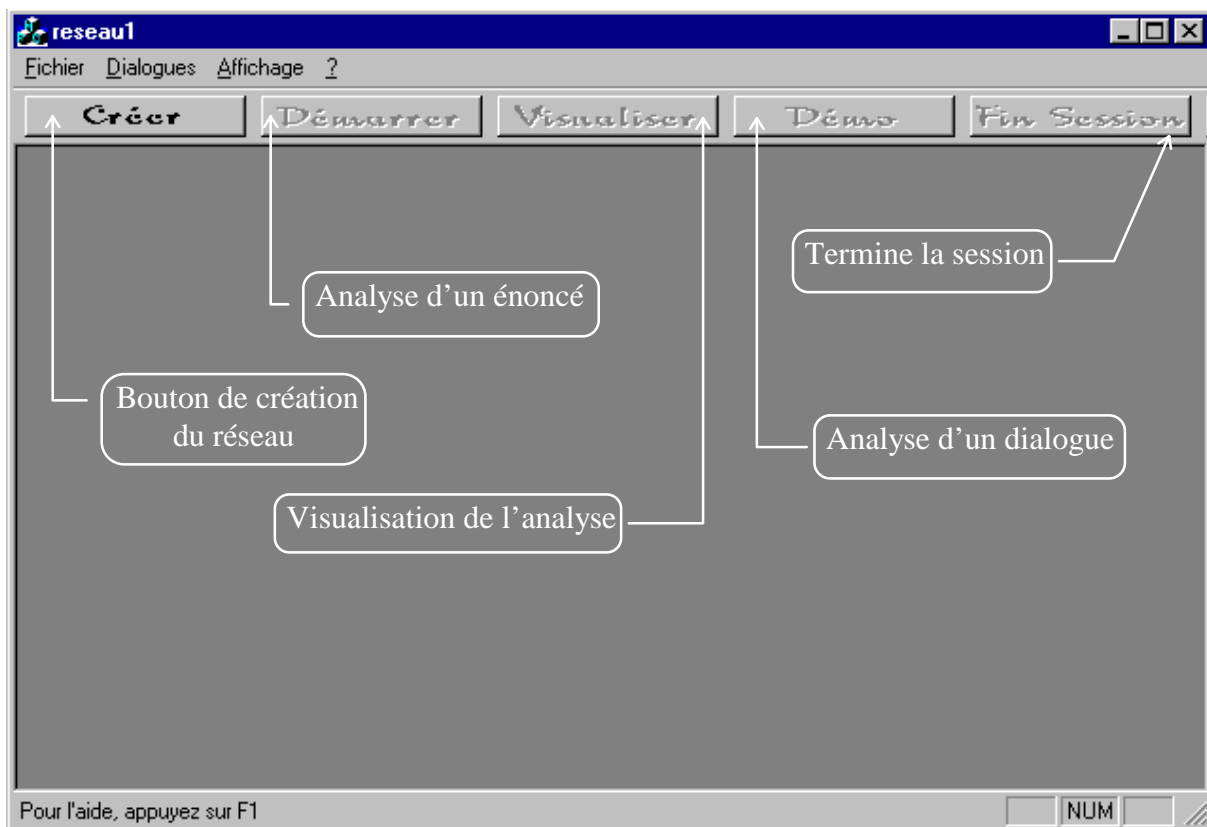 reseau1
Fichier Dialogues Affichage ?
Créer Démarrer Visualiser Démo Fin Session
Termine la session
Analyse d’un énoncé
Bouton de création
du réseau
Analyse d’un dialogue
Visualisation de l’analyse
Pour l'aide, appuyez sur F1 NUM